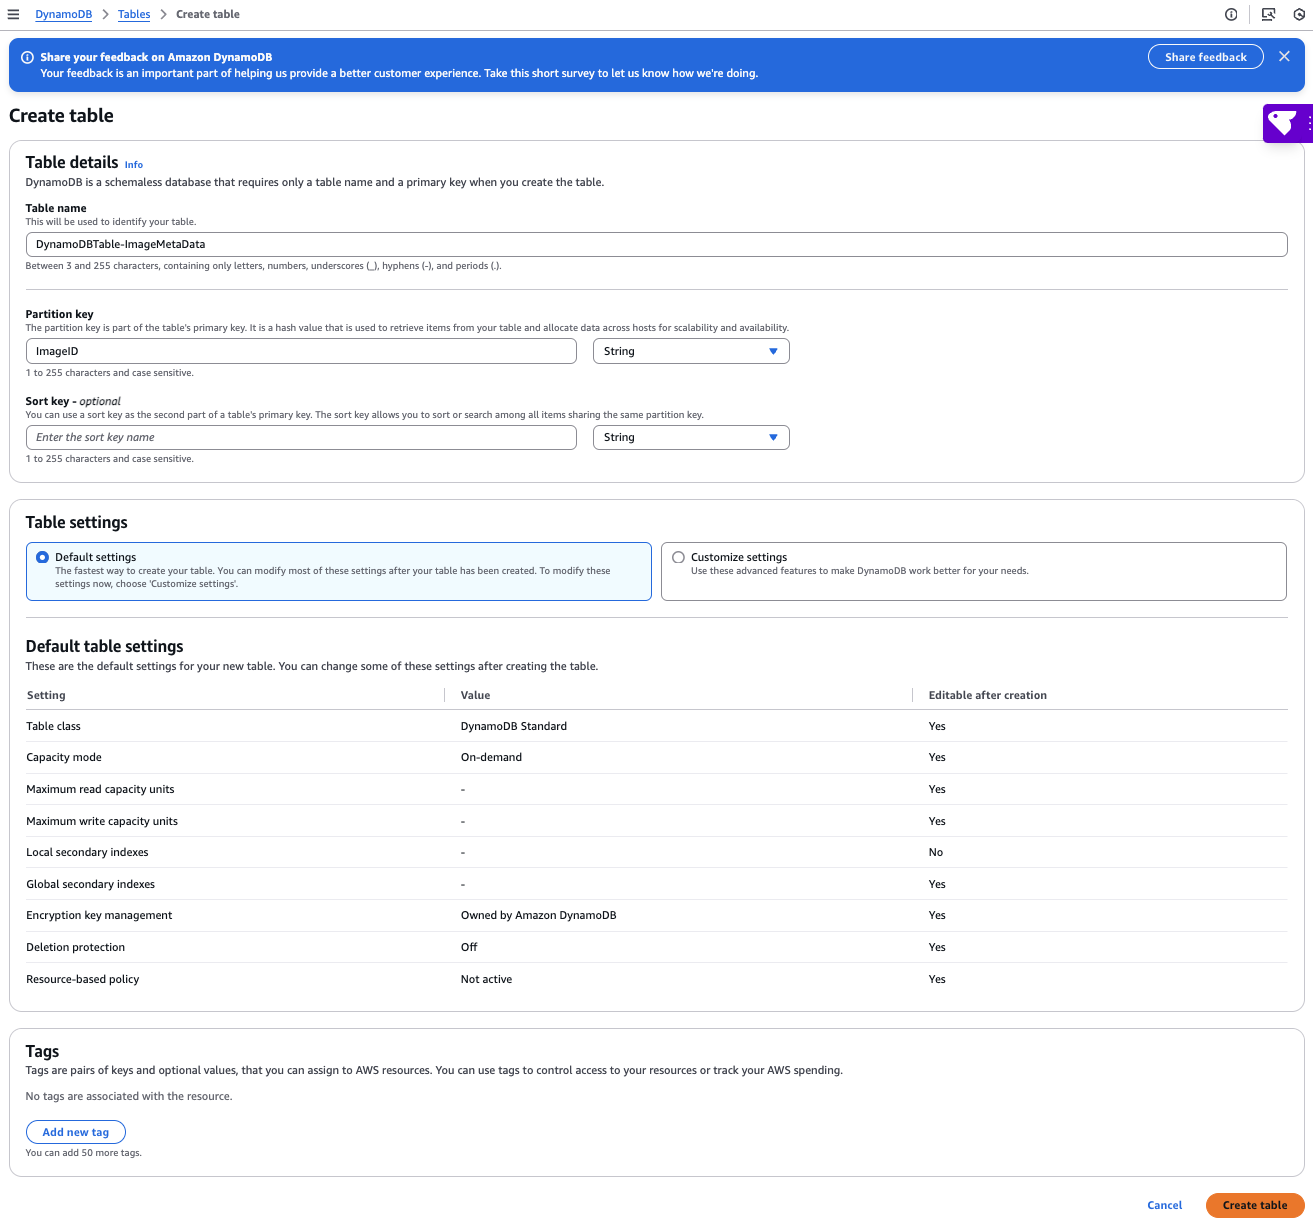 DynamoDB > Tables > Create table
Share your feedback on Amazon DynamoDB
Your feedback is an important part of helping us provide a better customer experience. Take this short survey to let us know how we're doing.
Share feedback
Create table
Table details Info
DynamoDB is a schemaless database that requires only a table name and a primary key when you create the table.
Table name
This will be used to identify your table.
DynamoDBTable-ImageMetaData
Between 3 and 255 characters, containing only letters, numbers, underscores (_), hyphens (-), and periods (.).
Partition key
The partition key is part of the table's primary key. It is a hash value that is used to retrieve items from your table and allocate data across hosts for scalability and availability.
ImageID String
1 to 255 characters and case sensitive.
Sort key - optional
You can use a sort key as the second part of a table's primary key. The sort key allows you to sort or search among all items sharing the same partition key.
Enter the sort key name String
1 to 255 characters and case sensitive.
Table settings
Default settings
The fastest way to create your table. You can modify most of these settings after your table has been created. To modify these
settings now, choose 'Customize settings'.
Customize settings
Use these advanced features to make DynamoDB work better for your needs.
Default table settings
These are the default settings for your new table. You can change some of these settings after creating the table.
Setting Value Editable after creation
Table class DynamoDB Standard Yes
Capacity mode On-demand Yes
Maximum read capacity units - Yes
Maximum write capacity units - Yes
Local secondary indexes - No
Global secondary indexes - Yes
Encryption key management Owned by Amazon DynamoDB Yes
Deletion protection Off Yes
Resource-based policy Not active Yes
Tags
Tags are pairs of keys and optional values, that you can assign to AWS resources. You can use tags to control access to your resources or track your AWS spending.
No tags are associated with the resource.
Add new tag
You can add 50 more tags.
Cancel Create table